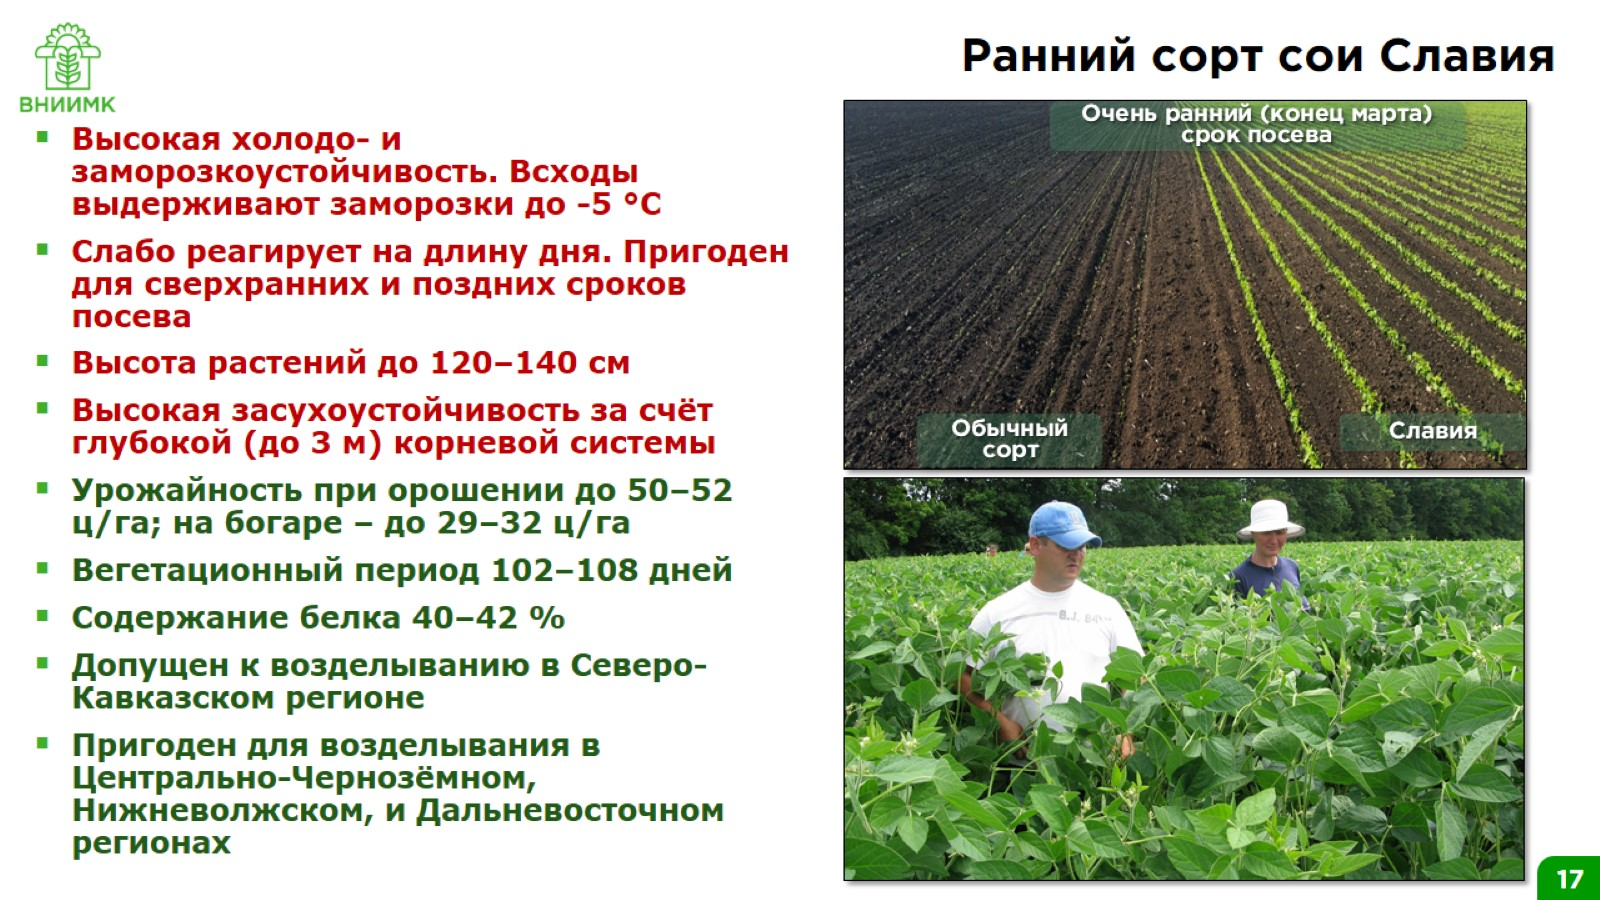 ВНИИМК
Ранний сорт сои Славия
Высокая холодо- и
заморозкоустойчивость. Всходы
выдерживают заморозки до -5 °С
Слабо реагирует на длину дня. Пригоден
для сверхранних и поздних сроков
посева
Высота растений до 120–140 см
Высокая засухоустойчивость за счёт
глубокой (до 3 м) корневой системы
Урожайность при орошении до 50–52
ц/га; на богаре – до 29–32 ц/га
Вегетационный период 102–108 дней
Содержание белка 40–42 %
Допущен к возделыванию в Северо-
Кавказском регионе
Пригоден для возделывания в
Центрально-Чернозёмном,
Нижневолжском, и Дальневосточном
регионах
Очень ранний (конец марта)
срок посева
Обычный
сорт
Славия
17